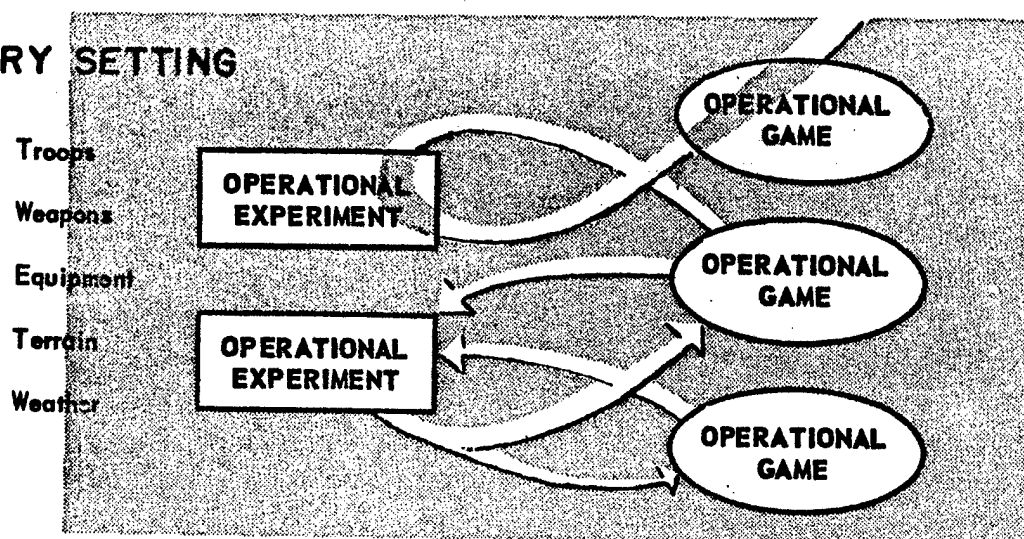 RY SETTING
Troops
Weapons
Equipment
Terrain
Weather
OPERATIONAL
EXPERIMENT
OPERATIONAL
EXPERIMENT
OPERATIONAL
GAME
OPERATIONAL
GAME
OPERATIONAL
GAME